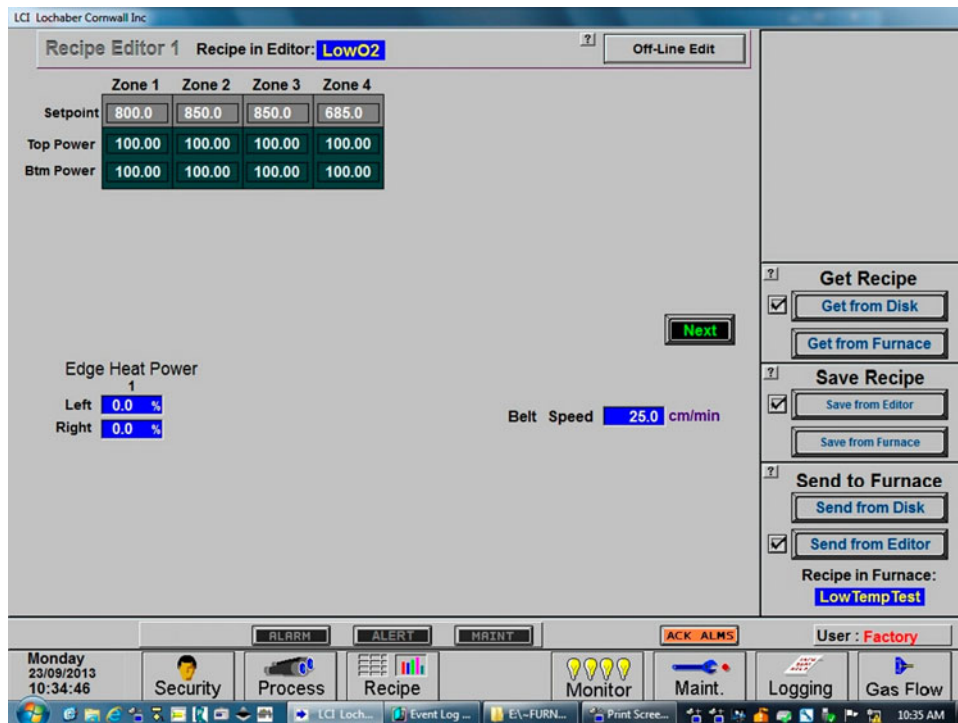 LCI Lochaber Cornwall Inc
Recipe Editor 1 Recipe in Editor: LowO2 ? Off-Line Edit
Zone 1 Zone 2 Zone 3 Zone 4
Setpoint 800.0 850.0 850.0 685.0
Top Power 100.00 100.00 100.00 100.00
Btm Power 100.00 100.00 100.00 100.00
Next
Edge Heat Power
1
Left 0.0 %
Right 0.0 %
Belt Speed 25.0 cm/min
? Get Recipe
Get from Disk
Get from Furnace
? Save Recipe
Save from Editor
Save from Furnace
? Send to Furnace
Send from Disk
Send from Editor
Recipe in Furnace:
LowTempTest
ALARM ALERT MAINT ACK ALMS User : Factory
Monday
23/09/2013
10:34:46
Security Process Recipe Monitor Maint. Logging Gas Flow
LCI Loch... Event Log ... E:\~FURN... Print Scree... 10:35 AM